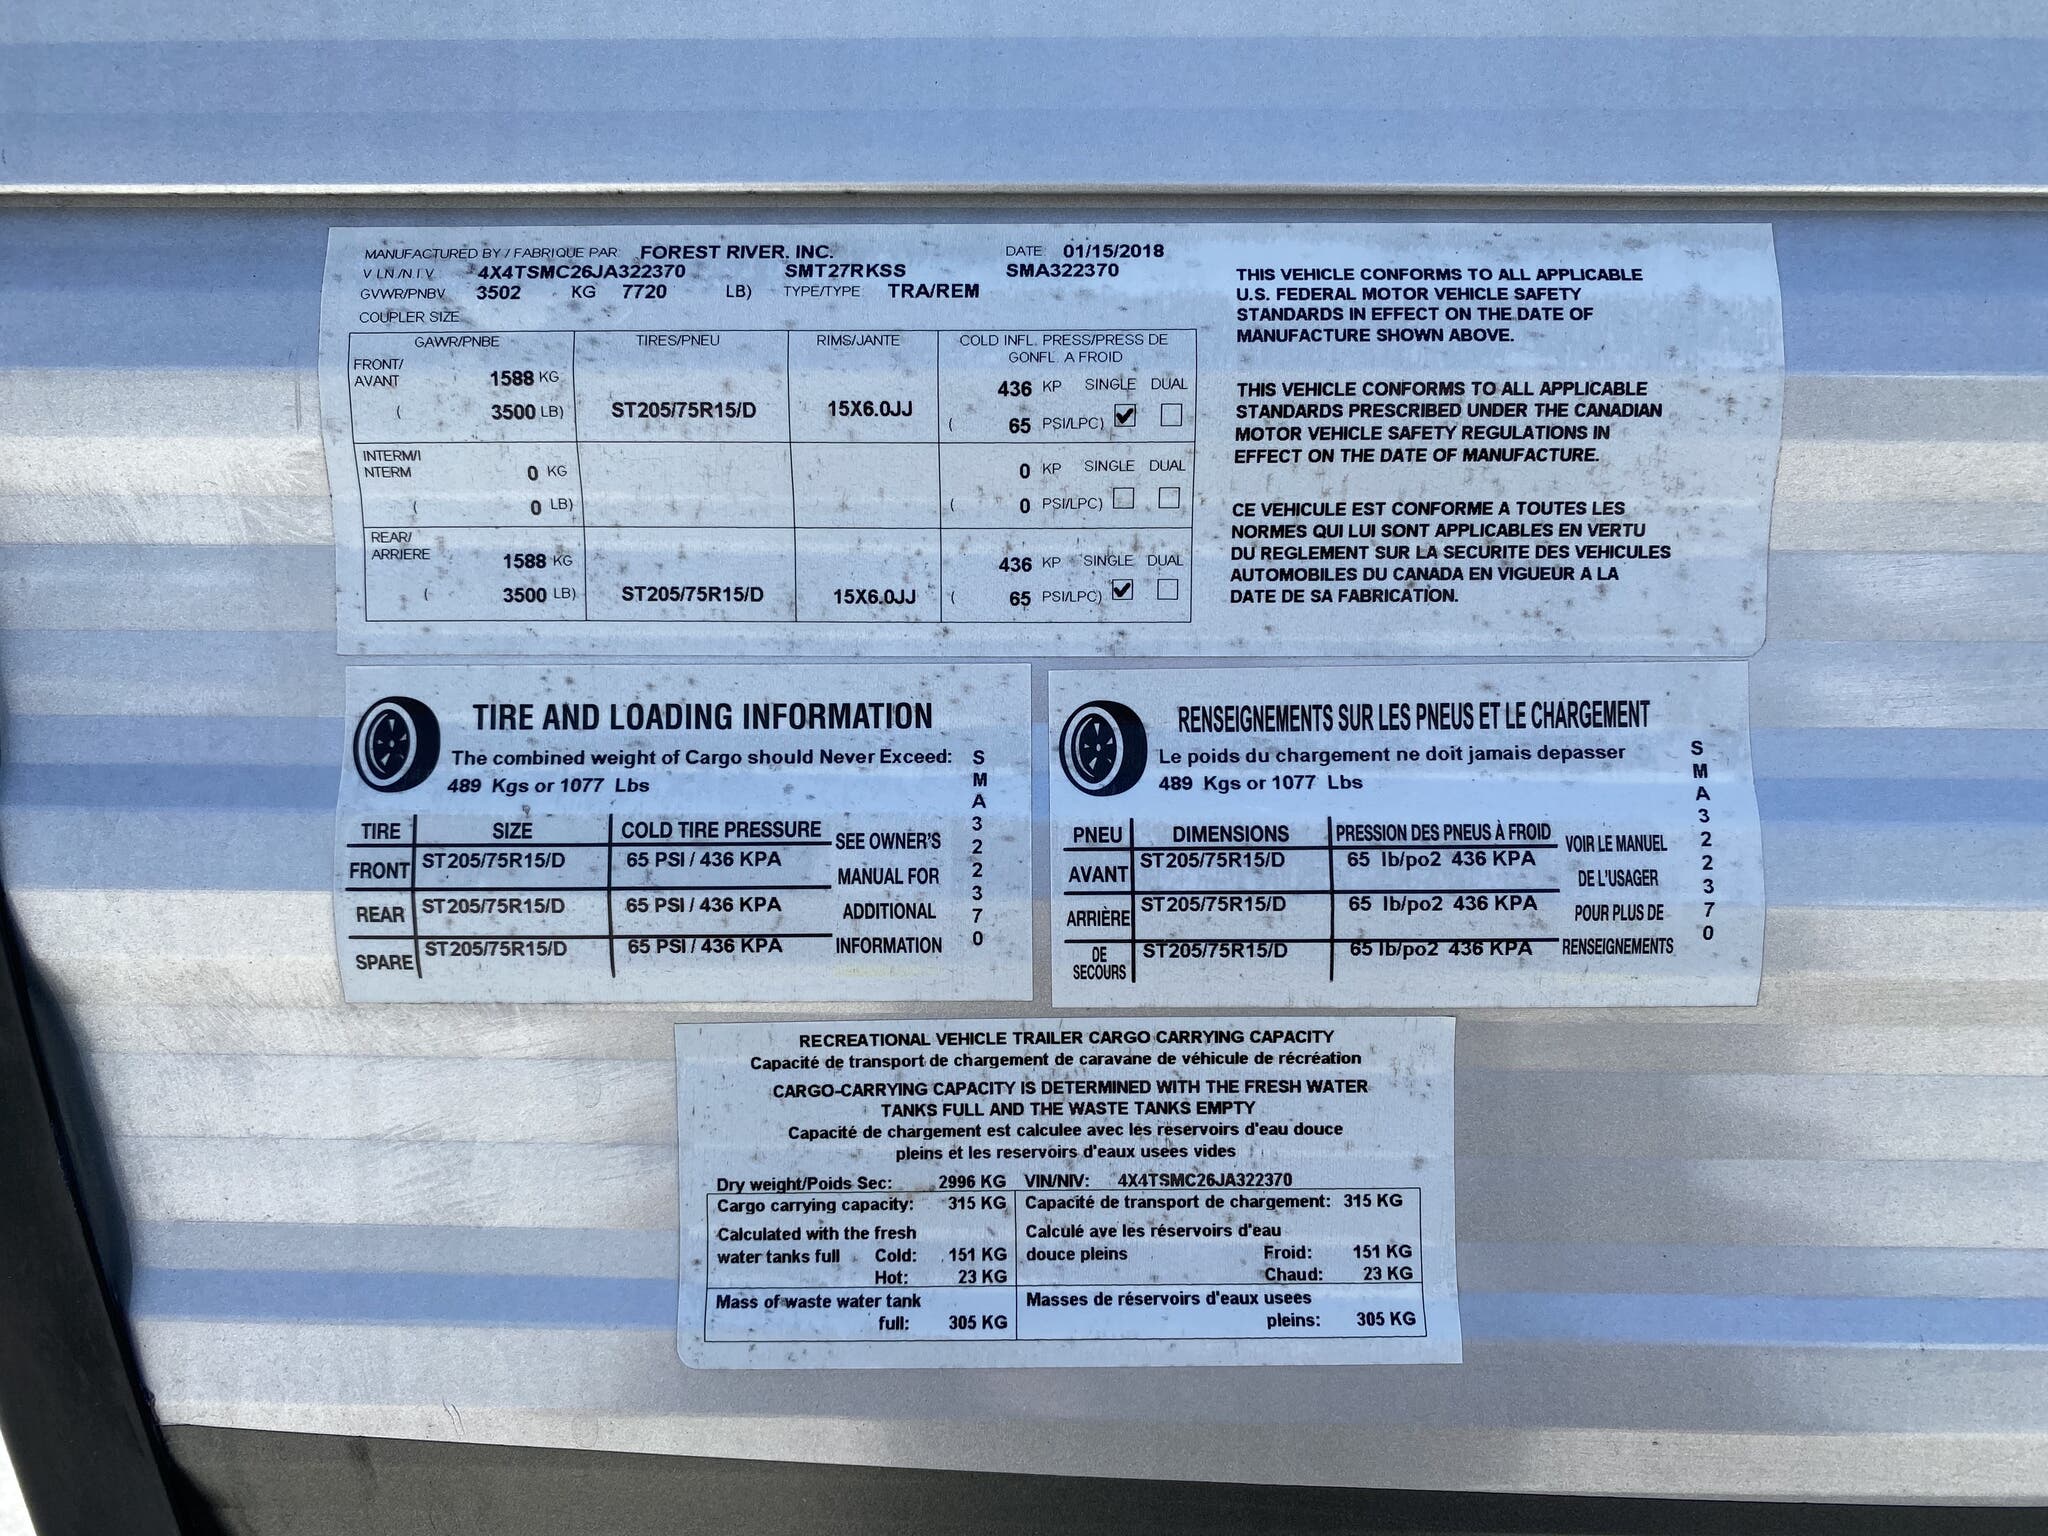 MANUFACTURED BY / FABRIQUE PAR: FOREST RIVER, INC. DATE: 01/15/2018
V.I.N./N.I.V. 4X4TSMC26JA322370 SMT27RKSS SMA322370
GVWR/PNBV 3502 KG 7720 LB) TYPE/TYPE: TRA/REM
COUPLER SIZE
GAWR/PNBE TIRES/PNEU RIMS/JANTE COLD INFL. PRESS/PRESS DE
GONFL. A FROID
FRONT/
AVANT ( 1588 KG 436 KP SINGLE DUAL
( 3500 LB) ST205/75R15/D 15X6.0JJ ( 65 PSI/LPC) ✔ ☐
INTERM/I
NTERM 0 KG 0 KP SINGLE DUAL
( 0 LB) ( 0 PSI/LPC) ☐ ☐
REAR/
ARRIERE 1588 KG 436 KP SINGLE DUAL
( 3500 LB) ST205/75R15/D 15X6.0JJ ( 65 PSI/LPC) ✔ ☐
THIS VEHICLE CONFORMS TO ALL APPLICABLE
U.S. FEDERAL MOTOR VEHICLE SAFETY
STANDARDS IN EFFECT ON THE DATE OF
MANUFACTURE SHOWN ABOVE.
THIS VEHICLE CONFORMS TO ALL APPLICABLE
STANDARDS PRESCRIBED UNDER THE CANADIAN
MOTOR VEHICLE SAFETY REGULATIONS IN
EFFECT ON THE DATE OF MANUFACTURE.
CE VEHICULE EST CONFORME A TOUTES LES
NORMES QUI LUI SONT APPLICABLES EN VERTU
DU REGLEMENT SUR LA SECURITE DES VEHICULES
AUTOMOBILES DU CANADA EN VIGUEUR A LA
DATE DE SA FABRICATION.
TIRE AND LOADING INFORMATION
The combined weight of Cargo should Never Exceed:
489 Kgs or 1077 Lbs
TIRE SIZE COLD TIRE PRESSURE
FRONT ST205/75R15/D 65 PSI / 436 KPA
REAR ST205/75R15/D 65 PSI / 436 KPA
SPARE ST205/75R15/D 65 PSI / 436 KPA
SEE OWNER'S
MANUAL FOR
ADDITIONAL
INFORMATION
SMA322370
RENSEIGNEMENTS SUR LES PNEUS ET LE CHARGEMENT
Le poids du chargement ne doit jamais depasser
489 Kgs or 1077 Lbs
PNEU DIMENSIONS PRESSION DES PNEUS À FROID
AVANT ST205/75R15/D 65 lb/po2 436 KPA
ARRIÈRE ST205/75R15/D 65 lb/po2 436 KPA
DE
SECOURS ST205/75R15/D 65 lb/po2 436 KPA
VOIR LE MANUEL
DE L'USAGER
POUR PLUS DE
RENSEIGNEMENTS
SMA322370
RECREATIONAL VEHICLE TRAILER CARGO CARRYING CAPACITY
Capacité de transport de chargement de caravane de véhicule de récréation
CARGO-CARRYING CAPACITY IS DETERMINED WITH THE FRESH WATER
TANKS FULL AND THE WASTE TANKS EMPTY
Capacité de chargement est calculee avec les reservoirs d'eau douce
pleins et les reservoirs d'eaux usees vides
Dry weight/Poids Sec: 2996 KG VIN/NIV: 4X4TSMC26JA322370
Cargo carrying capacity: 315 KG
Calculated with the fresh
water tanks full Cold: 151 KG
Hot: 23 KG
Mass of waste water tank
full: 305 KG
Capacité de transport de chargement: 315 KG
Calculé ave les réservoirs d'eau
douce pleins Froid: 151 KG
Chaud: 23 KG
Masses de réservoirs d'eaux usees
pleins: 305 KG